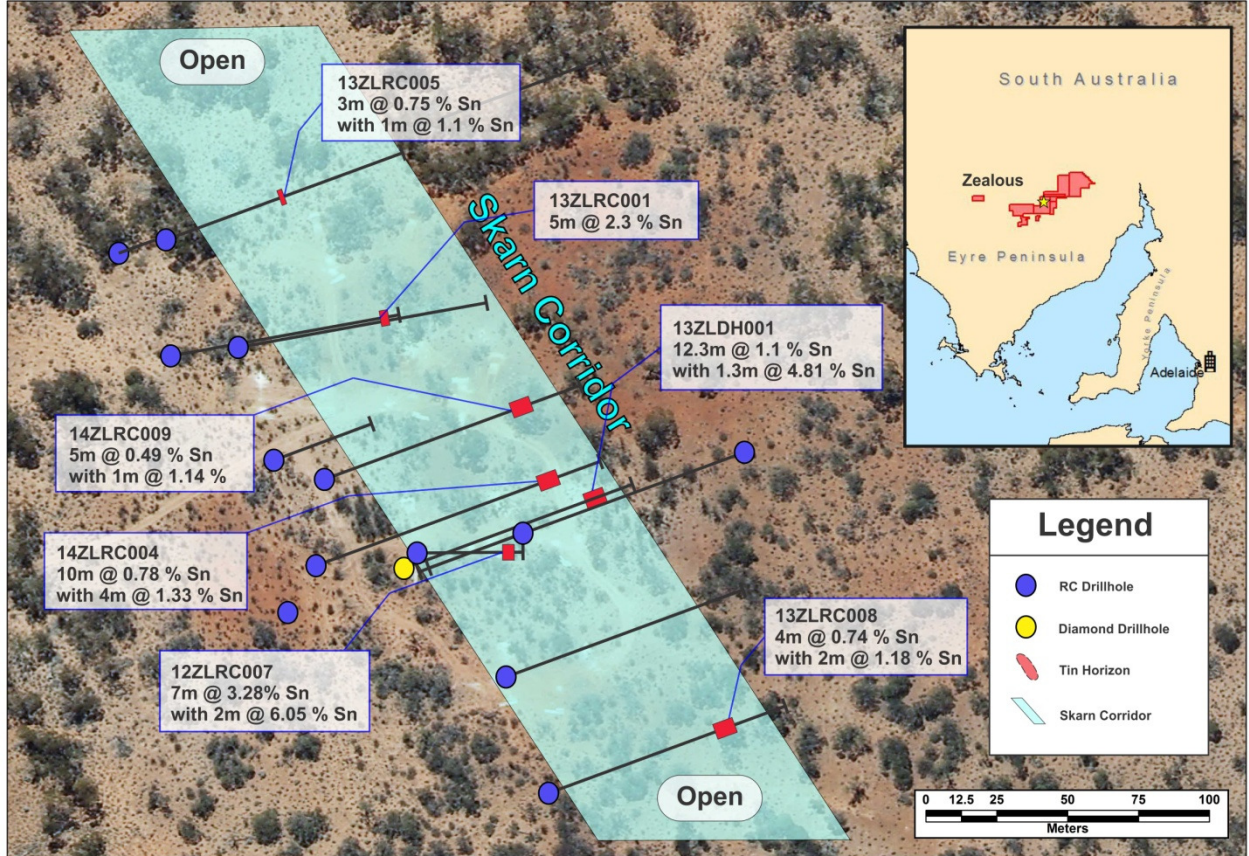 Open
13ZLRC005
3m @ 0.75 % Sn
with 1m @ 1.1 % Sn
13ZLRC001
5m @ 2.3 % Sn
Skarn Corridor
13ZLDH001
12.3m @ 1.1 % Sn
with 1.3m @ 4.81 % Sn
14ZLRC009
5m @ 0.49 % Sn
with 1m @ 1.14 %
14ZLRC004
10m @ 0.78 % Sn
with 4m @ 1.33 % Sn
12ZLRC007
7m @ 3.28% Sn
with 2m @ 6.05 % Sn
13ZLRC008
4m @ 0.74 % Sn
with 2m @ 1.18 % Sn
Open
South Australia
Zealous
Eyre Peninsula
Yorke Peninsula
Adelaide
Legend
RC Drillhole
Diamond Drillhole
Tin Horizon
Skarn Corridor
0 12.5 25 50 75 100
Meters